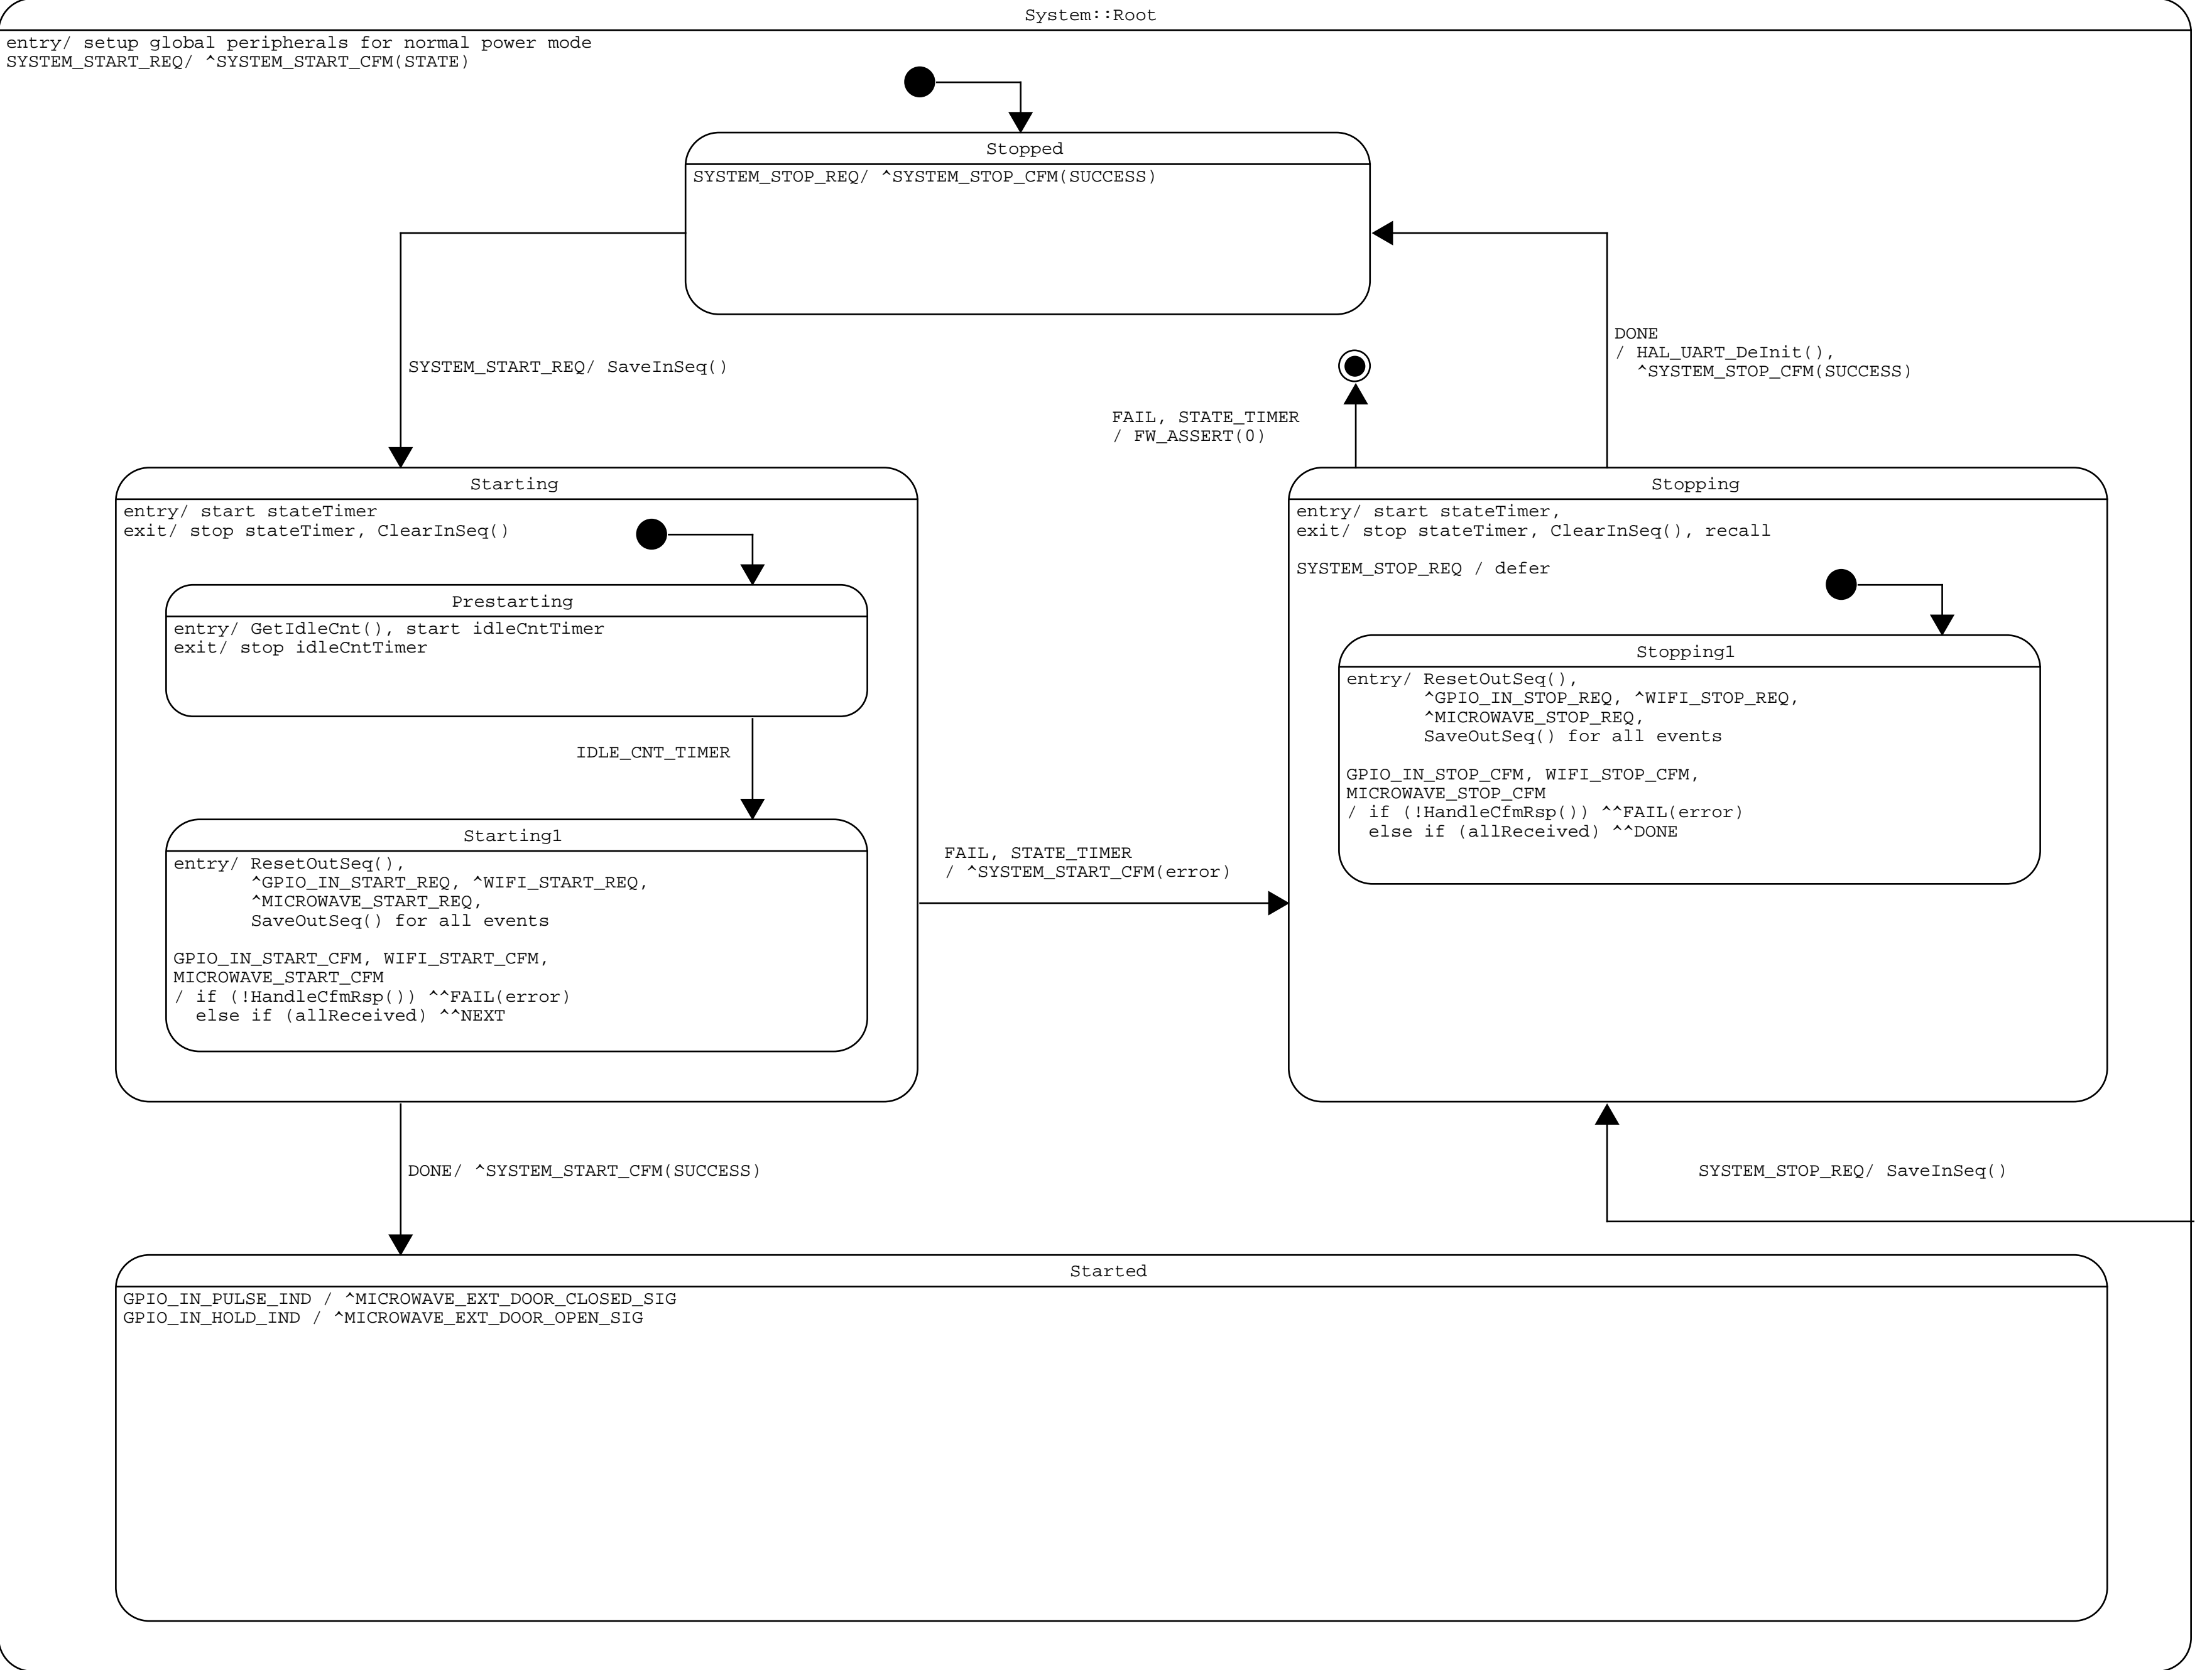 System::Root
entry/ setup global peripherals for normal power mode
SYSTEM_START_REQ/ ^SYSTEM_START_CFM(STATE)
Stopped
SYSTEM_STOP_REQ/ ^SYSTEM_STOP_CFM(SUCCESS)
SYSTEM_START_REQ/ SaveInSeq()
DONE
/ HAL_UART_DeInit(),
^SYSTEM_STOP_CFM(SUCCESS)
FAIL, STATE_TIMER
/ FW_ASSERT(0)
Starting
entry/ start stateTimer
exit/ stop stateTimer, ClearInSeq()
Prestarting
entry/ GetIdleCnt(), start idleCntTimer
exit/ stop idleCntTimer
IDLE_CNT_TIMER
Starting1
entry/ ResetOutSeq(),
^GPIO_IN_START_REQ, ^WIFI_START_REQ,
^MICROWAVE_START_REQ,
SaveOutSeq() for all events
GPIO_IN_START_CFM, WIFI_START_CFM,
MICROWAVE_START_CFM
/ if (!HandleCfmRsp()) ^^FAIL(error)
else if (allReceived) ^^NEXT
FAIL, STATE_TIMER
/ ^SYSTEM_START_CFM(error)
Stopping
entry/ start stateTimer,
exit/ stop stateTimer, ClearInSeq(), recall
SYSTEM_STOP_REQ / defer
Stopping1
entry/ ResetOutSeq(),
^GPIO_IN_STOP_REQ, ^WIFI_STOP_REQ,
^MICROWAVE_STOP_REQ,
SaveOutSeq() for all events
GPIO_IN_STOP_CFM, WIFI_STOP_CFM,
MICROWAVE_STOP_CFM
/ if (!HandleCfmRsp()) ^^FAIL(error)
else if (allReceived) ^^DONE
DONE/ ^SYSTEM_START_CFM(SUCCESS)
SYSTEM_STOP_REQ/ SaveInSeq()
Started
GPIO_IN_PULSE_IND / ^MICROWAVE_EXT_DOOR_CLOSED_SIG
GPIO_IN_HOLD_IND / ^MICROWAVE_EXT_DOOR_OPEN_SIG